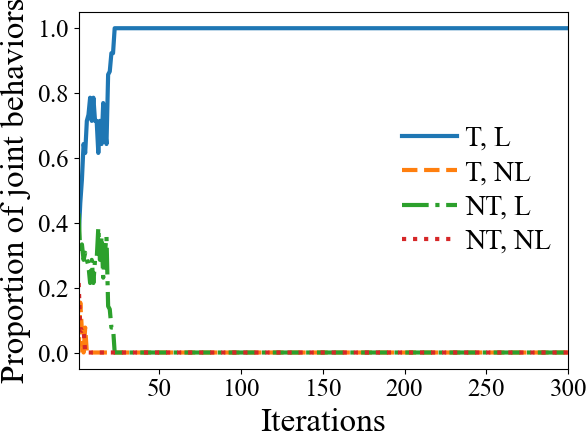 Proportion of joint behaviors
1.0
0.8
0.6
0.4
0.2
0.0
T, L
T, NL
NT, L
NT, NL
50 100 150 200 250 300
Iterations